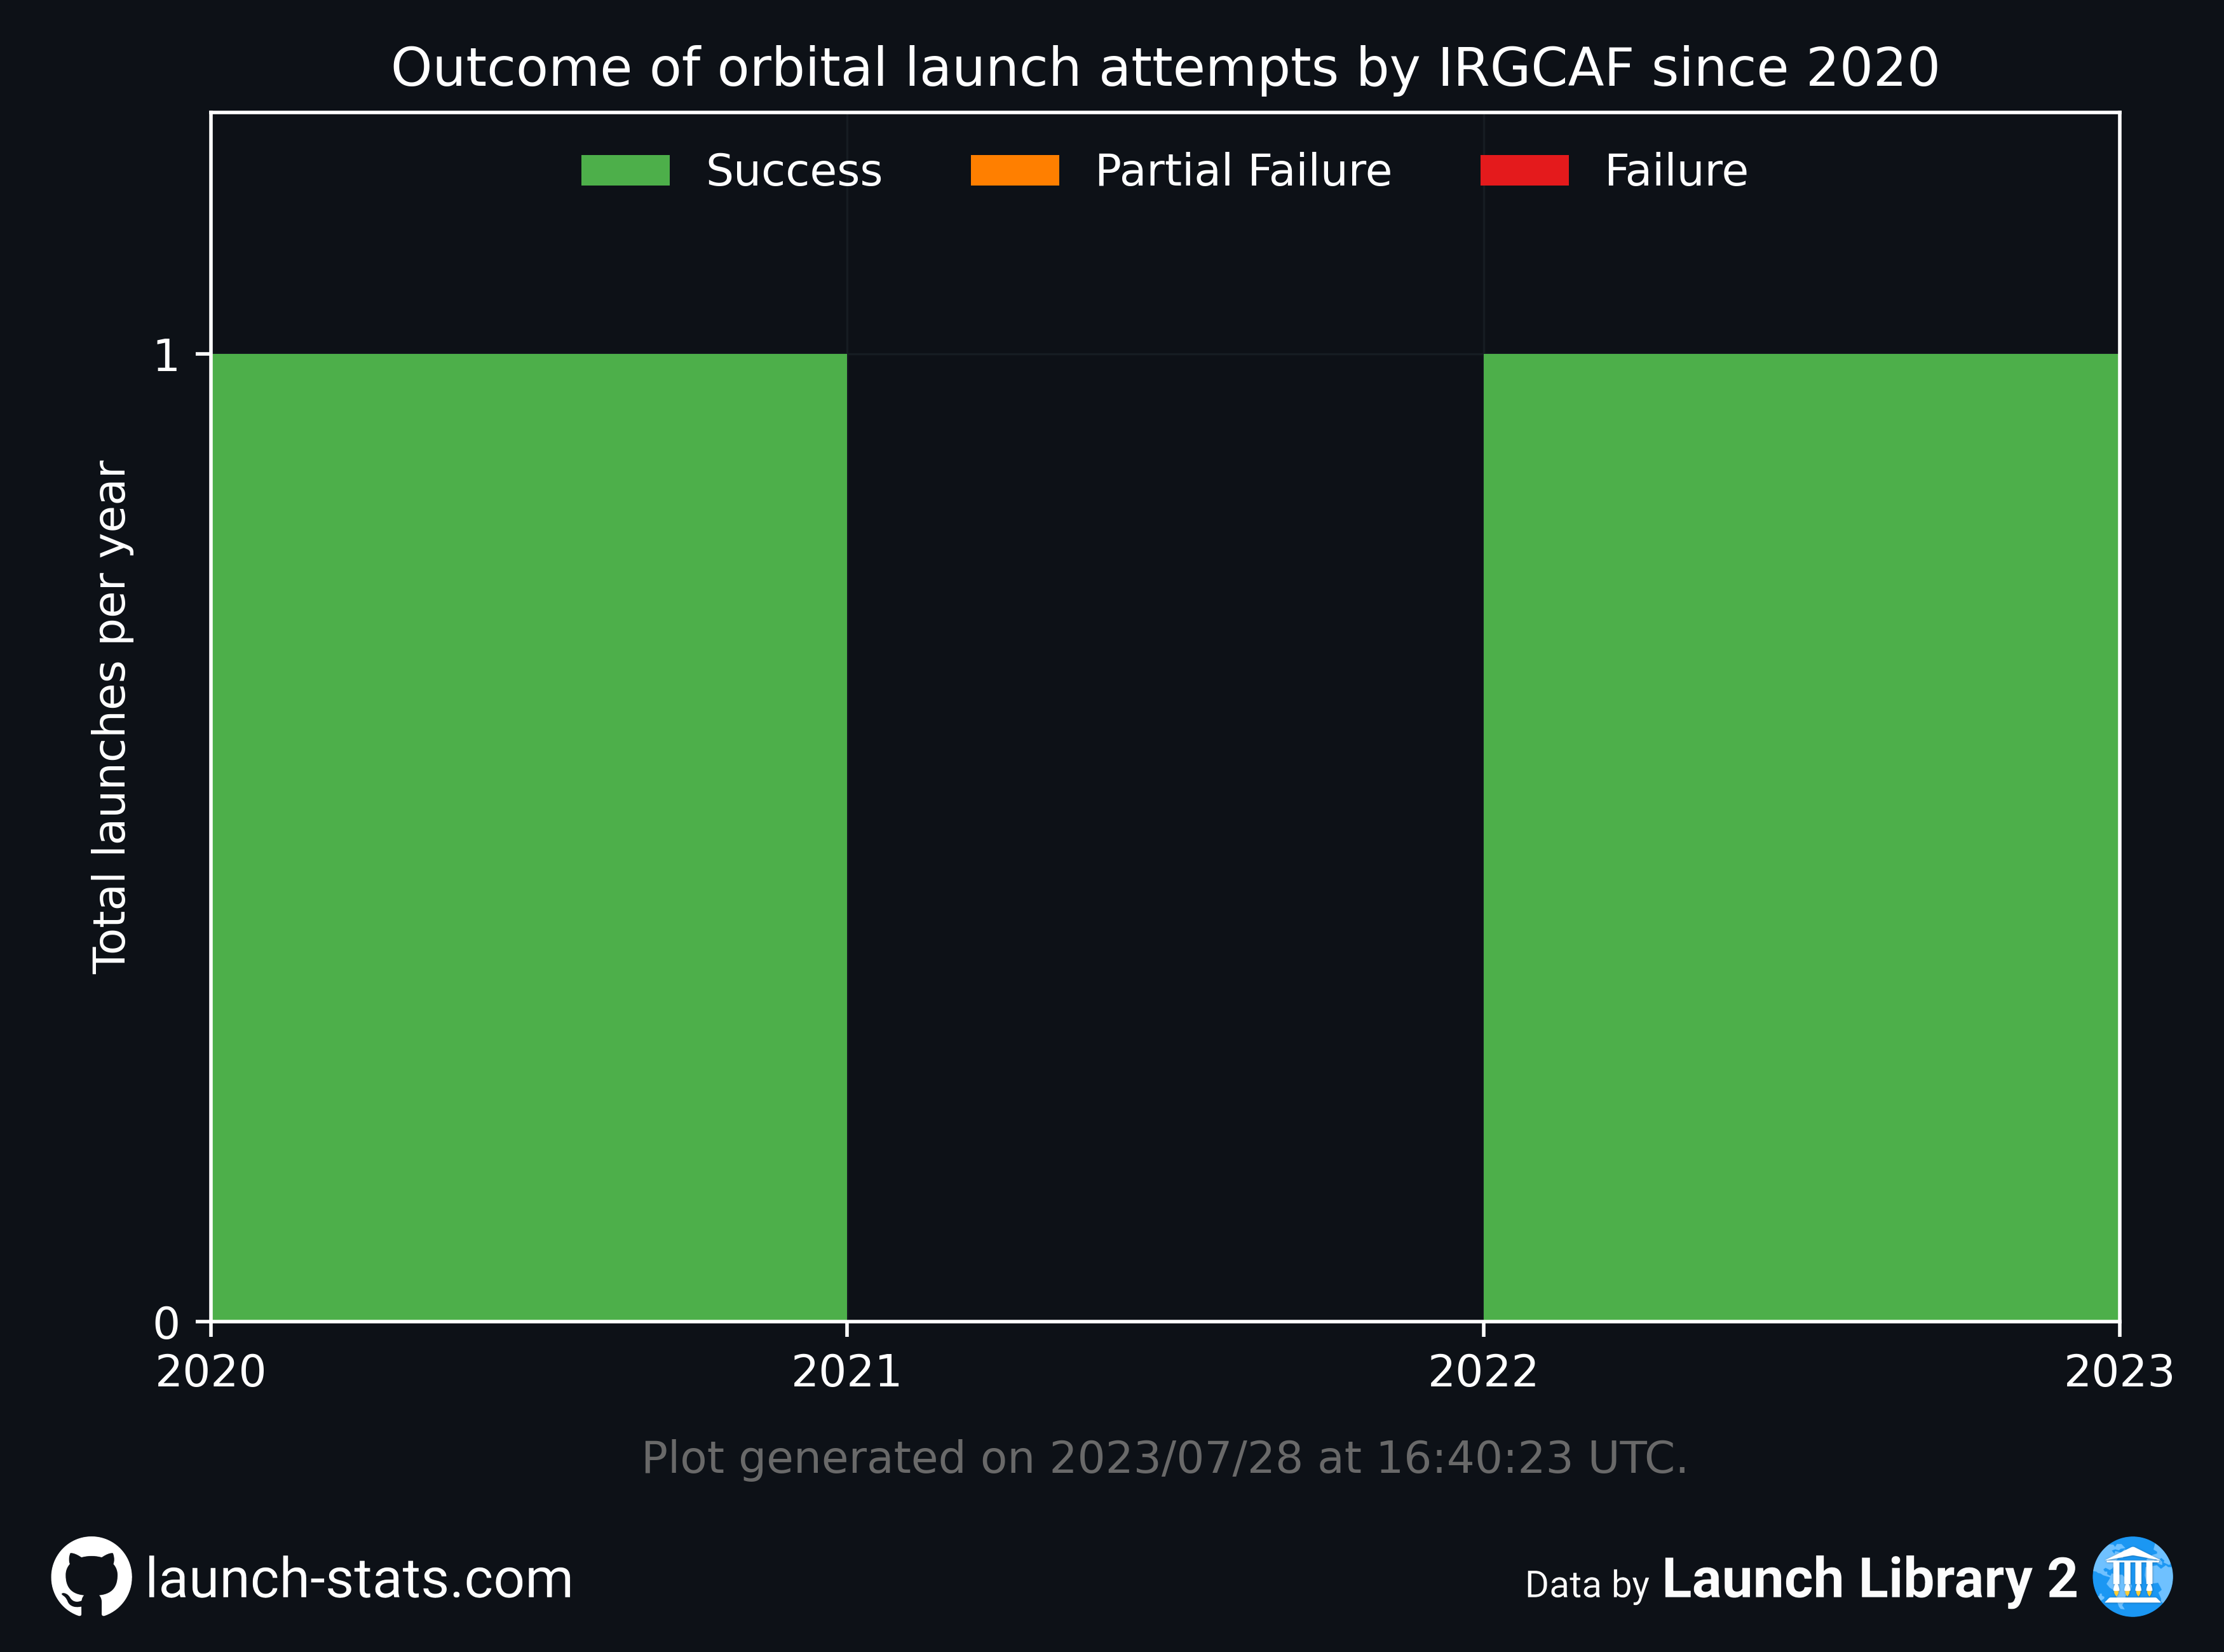 Outcome of orbital launch attempts by IRGCAF since 2020
Success Partial Failure Failure
1
Total launches per year
0
2020 2021 2022 2023
Plot generated on 2023/07/28 at 16:40:23 UTC.
launch-stats.com
Data by Launch Library 2